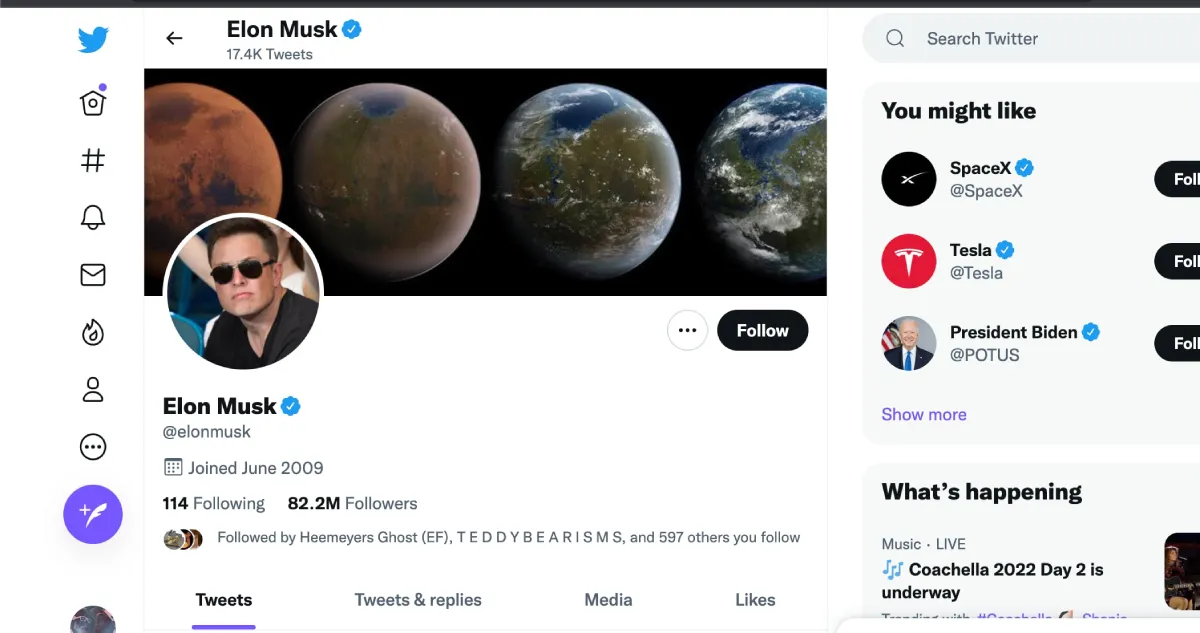 Elon Musk
17.4K Tweets
Search Twitter
You might like
SpaceX
@SpaceX
Foll
Tesla
@Tesla
Foll
President Biden
@POTUS
Foll
Show more
Follow
Elon Musk
@elonmusk
Joined June 2009
114 Following 82.2M Followers
Followed by Heemeyers Ghost (EF), T E D D Y B E A R I S M S, and 597 others you follow
Tweets Tweets & replies Media Likes
What's happening
Music · LIVE
🎶 Coachella 2022 Day 2 is
underway
Trending with #Coachella